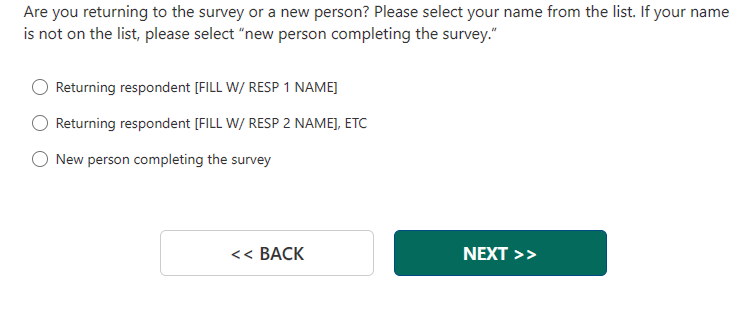 Are you returning to the survey or a new person? Please select your name from the list. If your name
is not on the list, please select “new person completing the survey.”
Returning respondent [FILL W/ RESP 1 NAME]
Returning respondent [FILL W/ RESP 2 NAME], ETC
New person completing the survey
<< BACK
NEXT >>